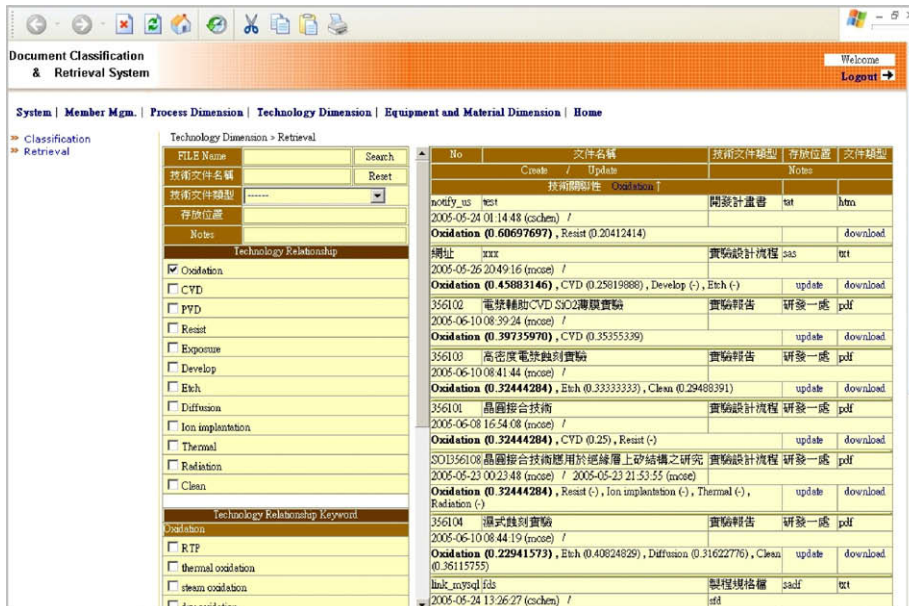 Document Classification
& Retrieval System
Welcome
Logout
System | Member Mgm. | Process Dimension | Technology Dimension | Equipment and Material Dimension | Home
Classification
Retrieval
Technology Dimension > Retrieval
FILE Name
Search
技術文件名稱
Reset
技術文件類型
------
存放位置
Notes
Technology Relationship
Oxidation
CVD
PVD
Resist
Exposure
Develop
Etch
Diffusion
Ion implantation
Thermal
Radiation
Clean
Technology Relationship Keyword
Oxidation
RTP
thermal oxidation
steam oxidation
No 文件名稱 技術文件類型 存放位置 文件類型
Create / Update Notes
技術關聯性 Oxidation↑
notify_us test 開發計畫書 tat htm
2005-05-24 01:14:48 (cschen) /
Oxidation (0.60697697) , Resist (0.20412414) download
網址 xxx 實驗設計流程 sas txt
2005-05-26 20:49:16 (mose) /
Oxidation (0.45883146) , CVD (0.25819888) , Develop (-) , Etch (-) update download
356102 電漿輔助CVD SiO2薄膜實驗 實驗報告 研發一處 pdf
2005-06-10 08:39:24 (mose) /
Oxidation (0.39735970) , CVD (0.35355339) update download
356103 高密度電漿蝕刻實驗 實驗報告 研發一處 pdf
2005-06-10 08:41:44 (mose) /
Oxidation (0.32444284) , Etch (0.33333333) , Clean (0.29488391) update download
356101 晶圓接合技術 實驗設計流程 研發一處 pdf
2005-06-08 16:54:08 (mose) /
Oxidation (0.32444284) , CVD (0.25) , Resist (-) update download
SOI356108 晶圓接合技術應用於絕緣層上矽結構之研究 實驗設計流程 研發一處 pdf
2005-05-23 00:23:48 (mose) / 2005-05-23 21:53:55 (mose)
Oxidation (0.32444284) , Resist (-) , Ion implantation (-) , Thermal (-) , update download
Radiation (-)
356104 濕式蝕刻實驗 實驗報告 研發一處 pdf
2005-06-10 08:44:19 (mose) /
Oxidation (0.22941573) , Etch (0.40824829) , Diffusion (0.31622776) , Clean update download
(0.36115755)
link_mysql fds 製程規格檔 sadf txt
2005-05-24 13:26:27 (cschen) / sfd